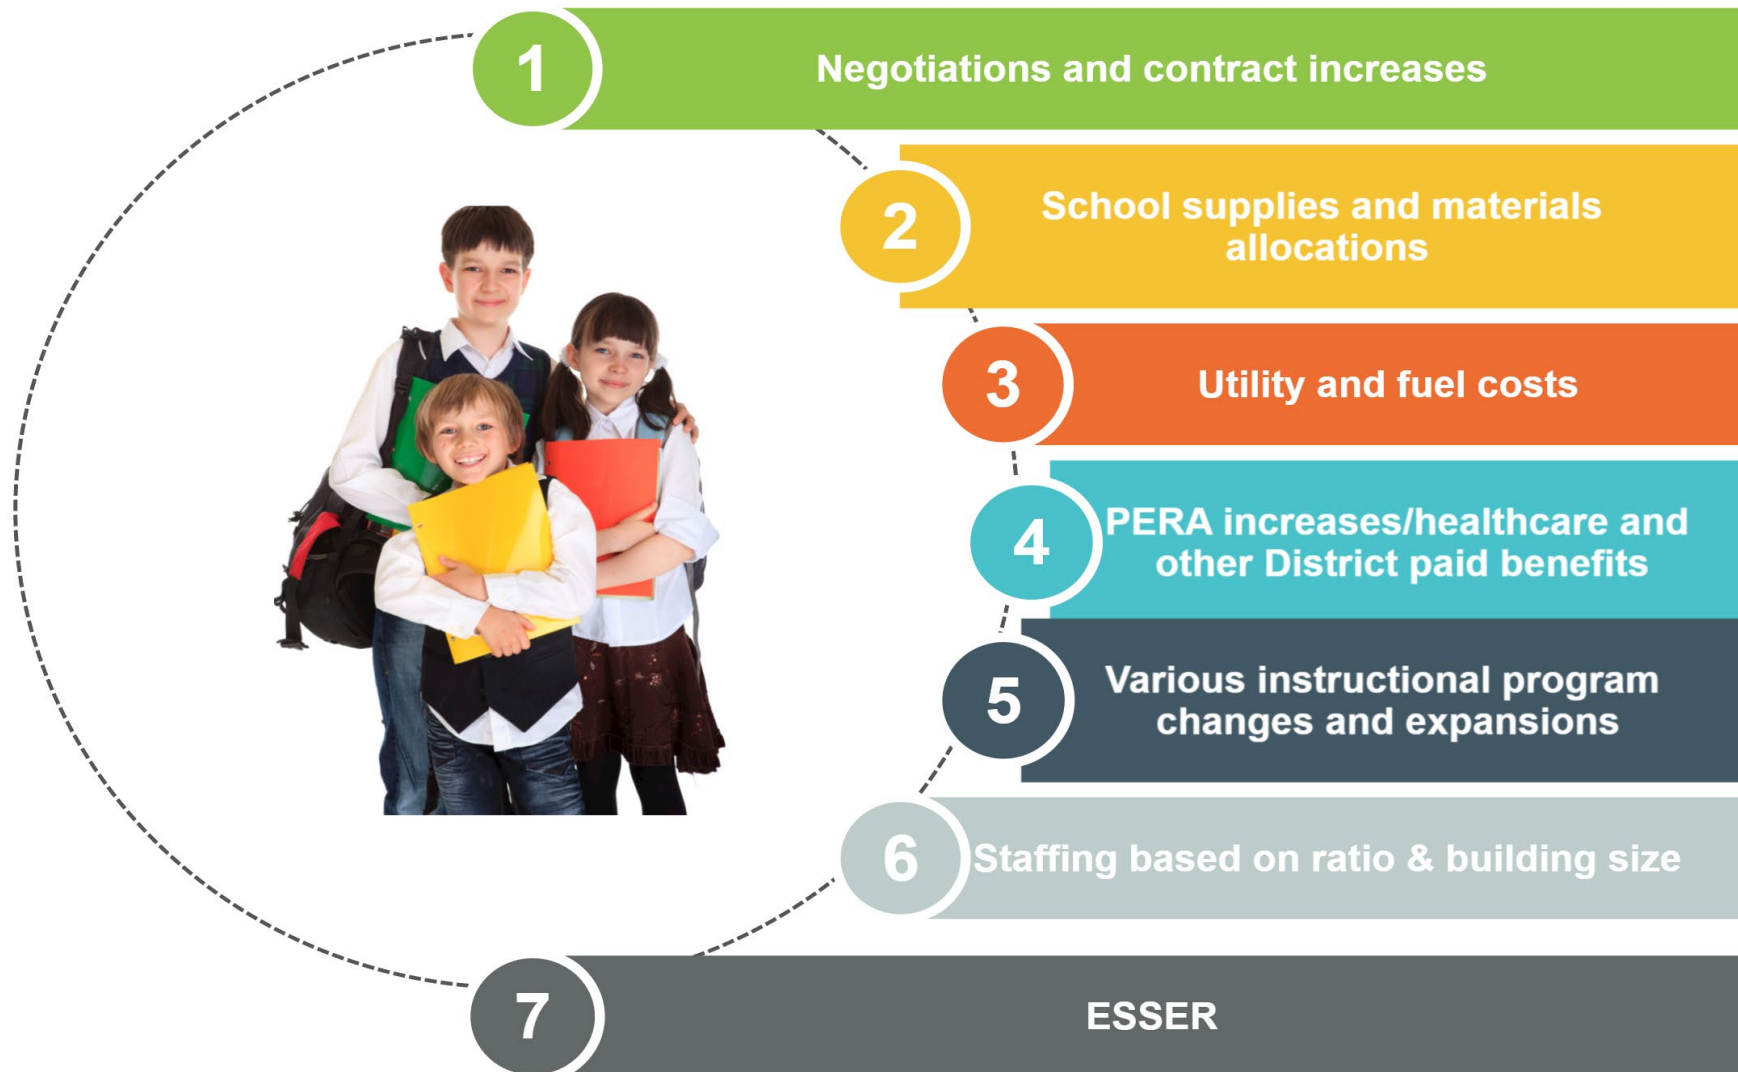 1
Negotiations and contract increases
2
School supplies and materials
allocations
3
Utility and fuel costs
4
PERA increases/healthcare and
other District paid benefits
5
Various instructional program
changes and expansions
6
Staffing based on ratio & building size
7
ESSER